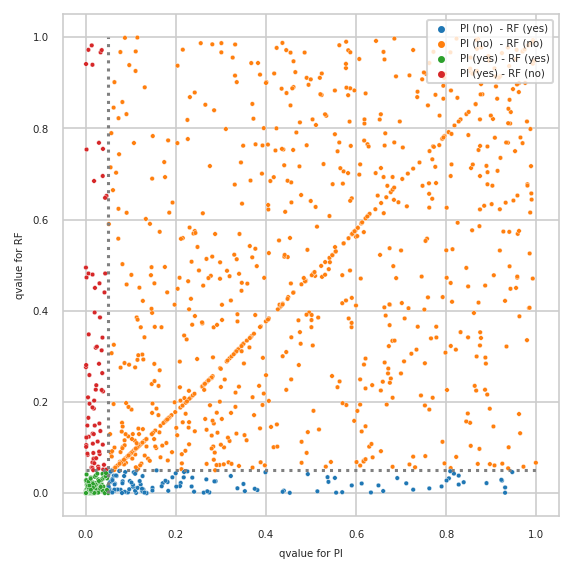 PI (no) - RF (yes)
PI (no) - RF (no)
PI (yes) - RF (yes)
PI (yes) - RF (no)
1.0
0.8
0.6
0.4
0.2
0.0
qvalue for RF
0.0 0.2 0.4 0.6 0.8 1.0
qvalue for PI